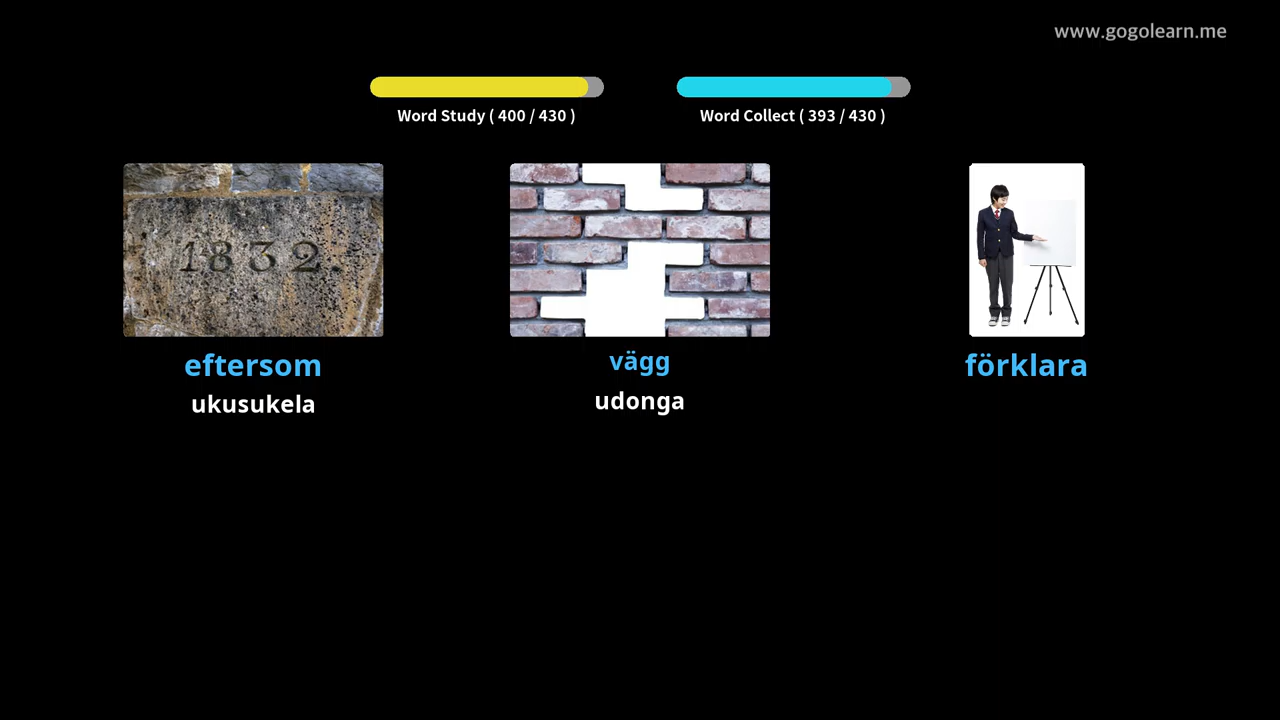 www.gogolearn.me
Word Study ( 400 / 430 )
Word Collect ( 393 / 430 )
1832.
eftersom
ukusukela
vägg
udonga
förklara